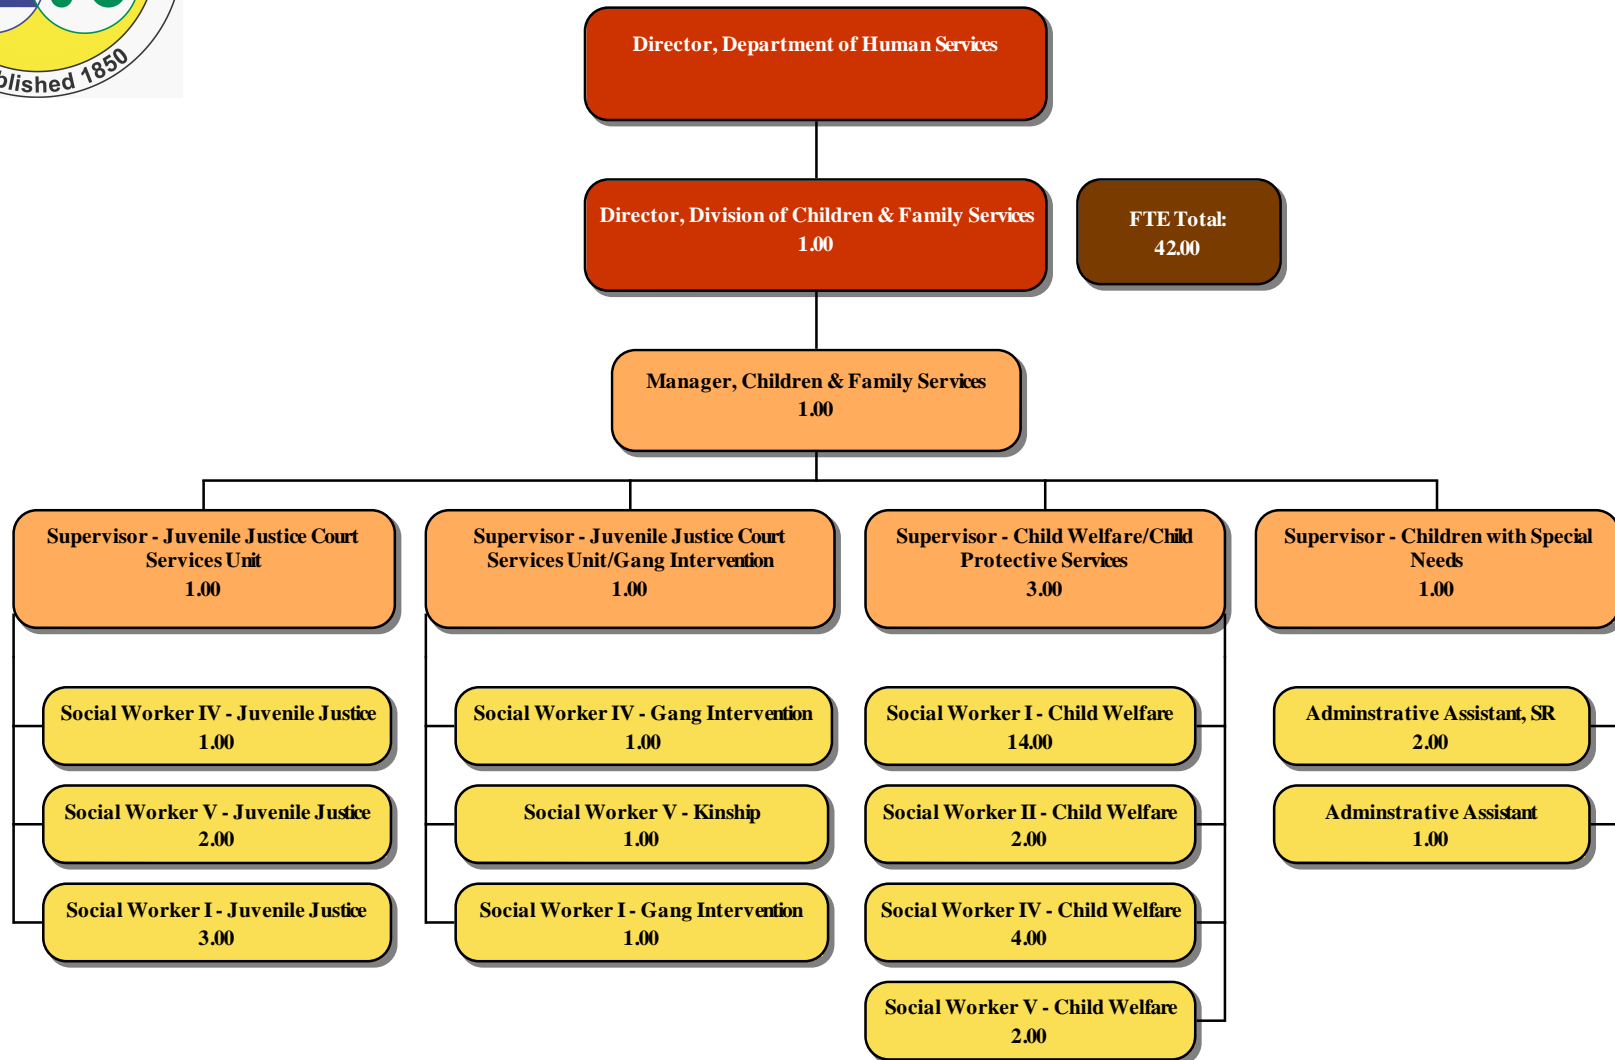 1850
Director, Department of Human Services
Director, Division of Children & Family Services
1.00
FTE Total:
42.00
Manager, Children & Family Services
1.00
Supervisor - Juvenile Justice Court
Services Unit
1.00
Supervisor - Juvenile Justice Court
Services Unit/Gang Intervention
1.00
Supervisor - Child Welfare/Child
Protective Services
3.00
Supervisor - Children with Special
Needs
1.00
Social Worker IV - Juvenile Justice
1.00
Social Worker V - Juvenile Justice
2.00
Social Worker I - Juvenile Justice
3.00
Social Worker IV - Gang Intervention
1.00
Social Worker V - Kinship
1.00
Social Worker I - Gang Intervention
1.00
Social Worker I - Child Welfare
14.00
Social Worker II - Child Welfare
2.00
Social Worker IV - Child Welfare
4.00
Social Worker V - Child Welfare
2.00
Adminstrative Assistant, SR
2.00
Adminstrative Assistant
1.00